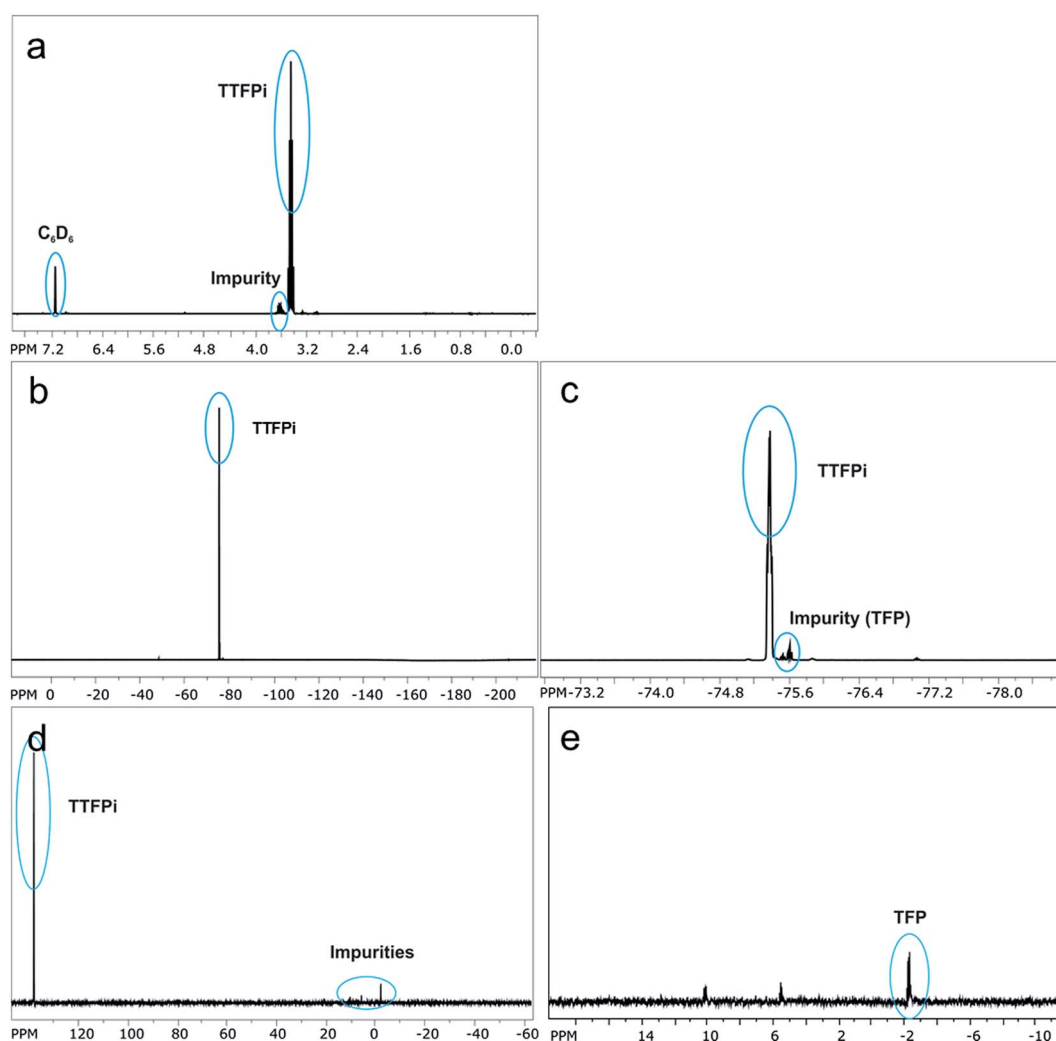 a
TTFPi
C₆D₆
Impurity
PPM 7.2 6.4 5.6 4.8 4.0 3.2 2.4 1.6 0.8 0.0
b
TTFPi
PPM 0 -20 -40 -60 -80 -100 -120 -140 -160 -180 -200
c
TTFPi
Impurity (TFP)
PPM -73.2 -74.0 -74.8 -75.6 -76.4 -77.2 -78.0
d
TTFPi
Impurities
120 100 80 60 40 20 0 -20 -40 -60
e
TFP
PPM 14 10 6 2 -2 -6 -10